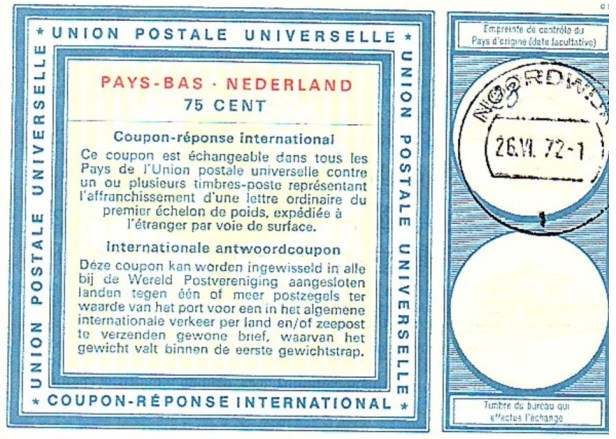 * UNION POSTALE UNIVERSELLE *
UNION POSTALE UNIVERSELLE
PAYS-BAS · NEDERLAND
75 CENT
Coupon-réponse international
Ce coupon est échangeable dans tous les
Pays de l'Union postale universelle contre
un ou plusieurs timbres-poste représentant
l'affranchissement d'une lettre ordinaire du
premier échelon de poids, expédiée à
l'étranger par voie de surface.
Internationale antwoordcoupon
Deze coupon kan worden ingewisseld in alle
bij de Wereld Postvereniging aangesloten
landen tegen één of meer postzegels ter
waarde van het port voor een in het algemene
internationale verkeer per land en/of zeepost
te verzenden gewone brief, waarvan het
gewicht valt binnen de eerste gewichtstrap.
UNION POSTALE UNIVERSELLE
* COUPON-RÉPONSE INTERNATIONAL *
Empreinte de contrôle du
Pays d'origine (date facultative)
26.VI. 72-1
1
Timbre du bureau qui
effectue l'échange